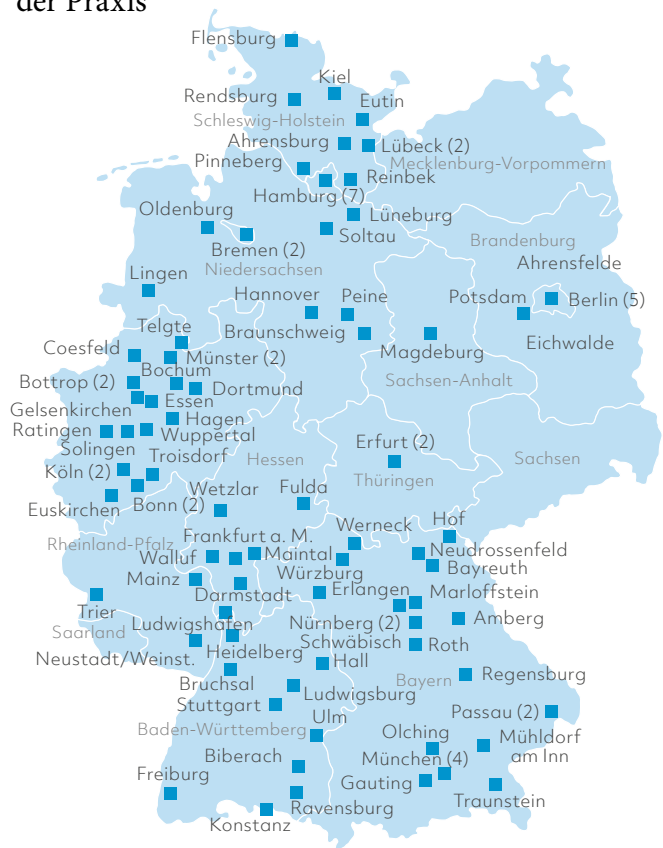 der Praxis
Flensburg
Kiel
Rendsburg
Eutin
Schleswig-Holstein
Ahrensburg
Lübeck (2)
Pinneberg
Mecklenburg-Vorpommern
Reinbek
Hamburg (7)
Oldenburg
Lüneburg
Soltau
Brandenburg
Bremen (2)
Niedersachsen
Ahrensfelde
Lingen
Hannover
Peine
Potsdam
Berlin (5)
Telgte
Braunschweig
Magdeburg
Eichwalde
Coesfeld
Münster (2)
Bochum
Bottrop (2)
Dortmund
Sachsen-Anhalt
Essen
Gelsenkirchen
Hagen
Ratingen
Wuppertal
Erfurt (2)
Solingen
Troisdorf
Hessen
Sachsen
Köln (2)
Thüringen
Wetzlar
Fulda
Bonn (2)
Euskirchen
Hof
Werneck
Frankfurt a. M.
Rheinland-Pfalz
Neudrossenfeld
Walluf
Maintal
Bayreuth
Würzburg
Mainz
Erlangen
Marloffstein
Darmstadt
Trier
Amberg
Ludwigshafen
Nürnberg (2)
Saarland
Schwäbisch
Hall
Roth
Heidelberg
Neustadt/Weinst.
Regensburg
Bayern
Bruchsal
Ludwigsburg
Stuttgart
Passau (2)
Ulm
Baden-Württemberg
Olching
Mühldorf
am Inn
Biberach
München (4)
Freiburg
Gauting
Traunstein
Ravensburg
Konstanz